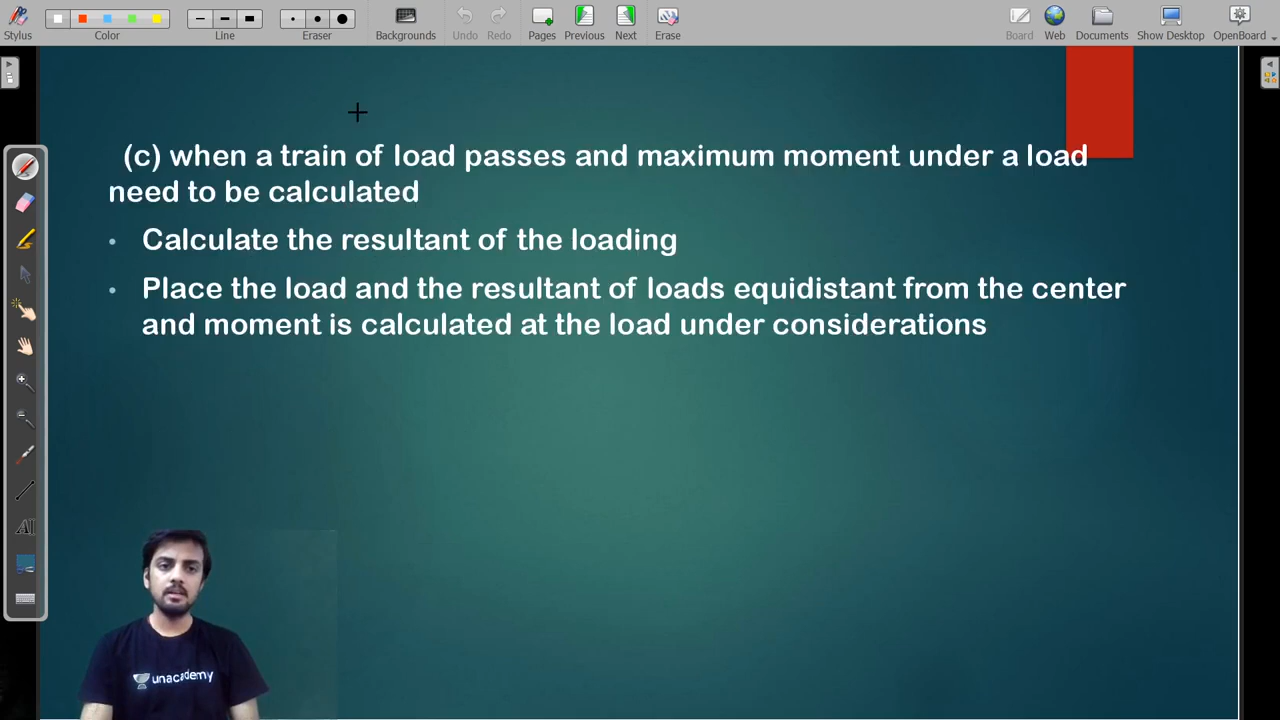 Stylus
Color
Line
Eraser
Backgrounds
Undo
Redo
Pages
Previous
Next
Erase
Board
Web
Documents
Show Desktop
OpenBoard
(c) when a train of load passes and maximum moment under a load
need to be calculated
• Calculate the resultant of the loading
• Place the load and the resultant of loads equidistant from the center
and moment is calculated at the load under considerations
AI
unacademy